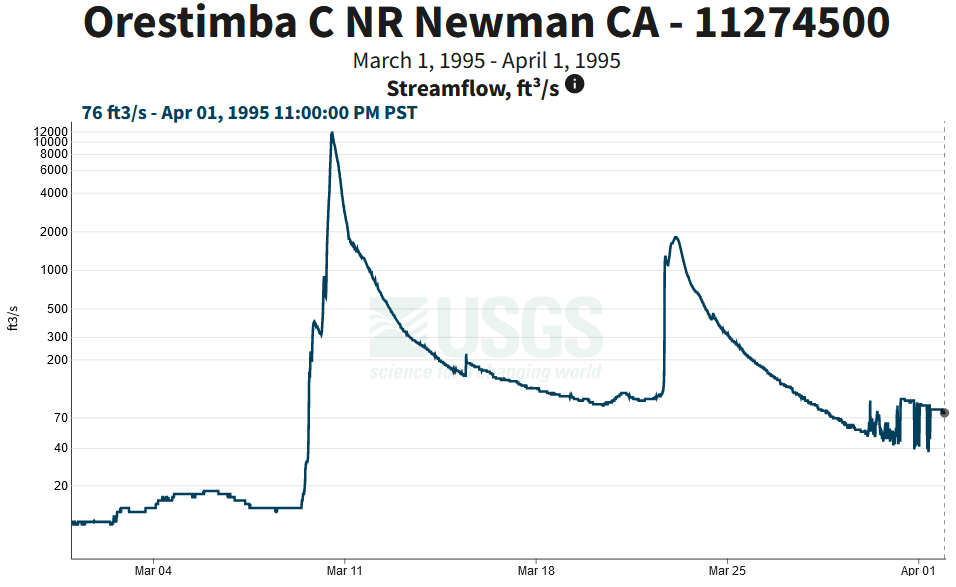 Orestimba C NR Newman CA - 11274500
March 1, 1995 - April 1, 1995
Streamflow, ft³/s i
76 ft3/s - Apr 01, 1995 11:00:00 PM PST
12000
10000
8000
6000
4000
2000
1000
500
300
200
70
40
20
ft3/s
USGS
science for a changing world
Mar 04
Mar 11
Mar 18
Mar 25
Apr 01